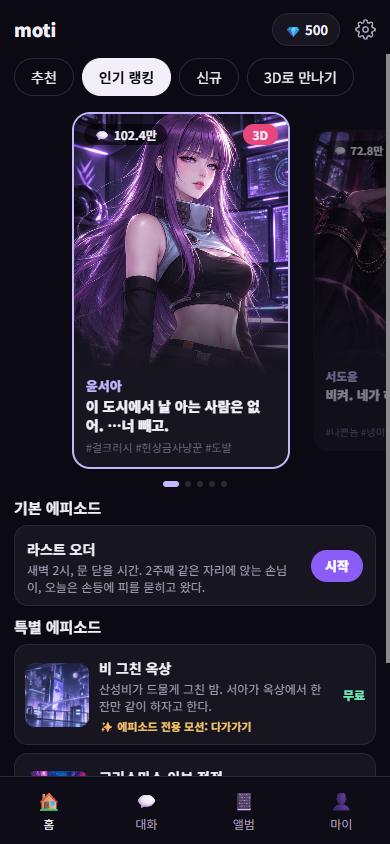 moti
500
추천
인기 랭킹
신규
3D로 만나기
102.4만
3D
72.8만
윤서아
이 도시에서 날 아는 사람은 없
어. …너 빼고.
#걸크러시 #현상금사냥꾼 #도발
서도윤
비켜. 네가
#나쁜놈 #냉미
기본 에피소드
라스트 오더
새벽 2시, 문 닫을 시간. 2주째 같은 자리에 앉는 손님
이, 오늘은 손등에 피를 묻히고 왔다.
시작
특별 에피소드
비 그친 옥상
산성비가 드물게 그친 밤. 서아가 옥상에서 한
잔만 같이 하자고 한다.
✨ 에피소드 전용 모션: 다가가기
무료
크리스마스 이브
홈
대화
앨범
마이